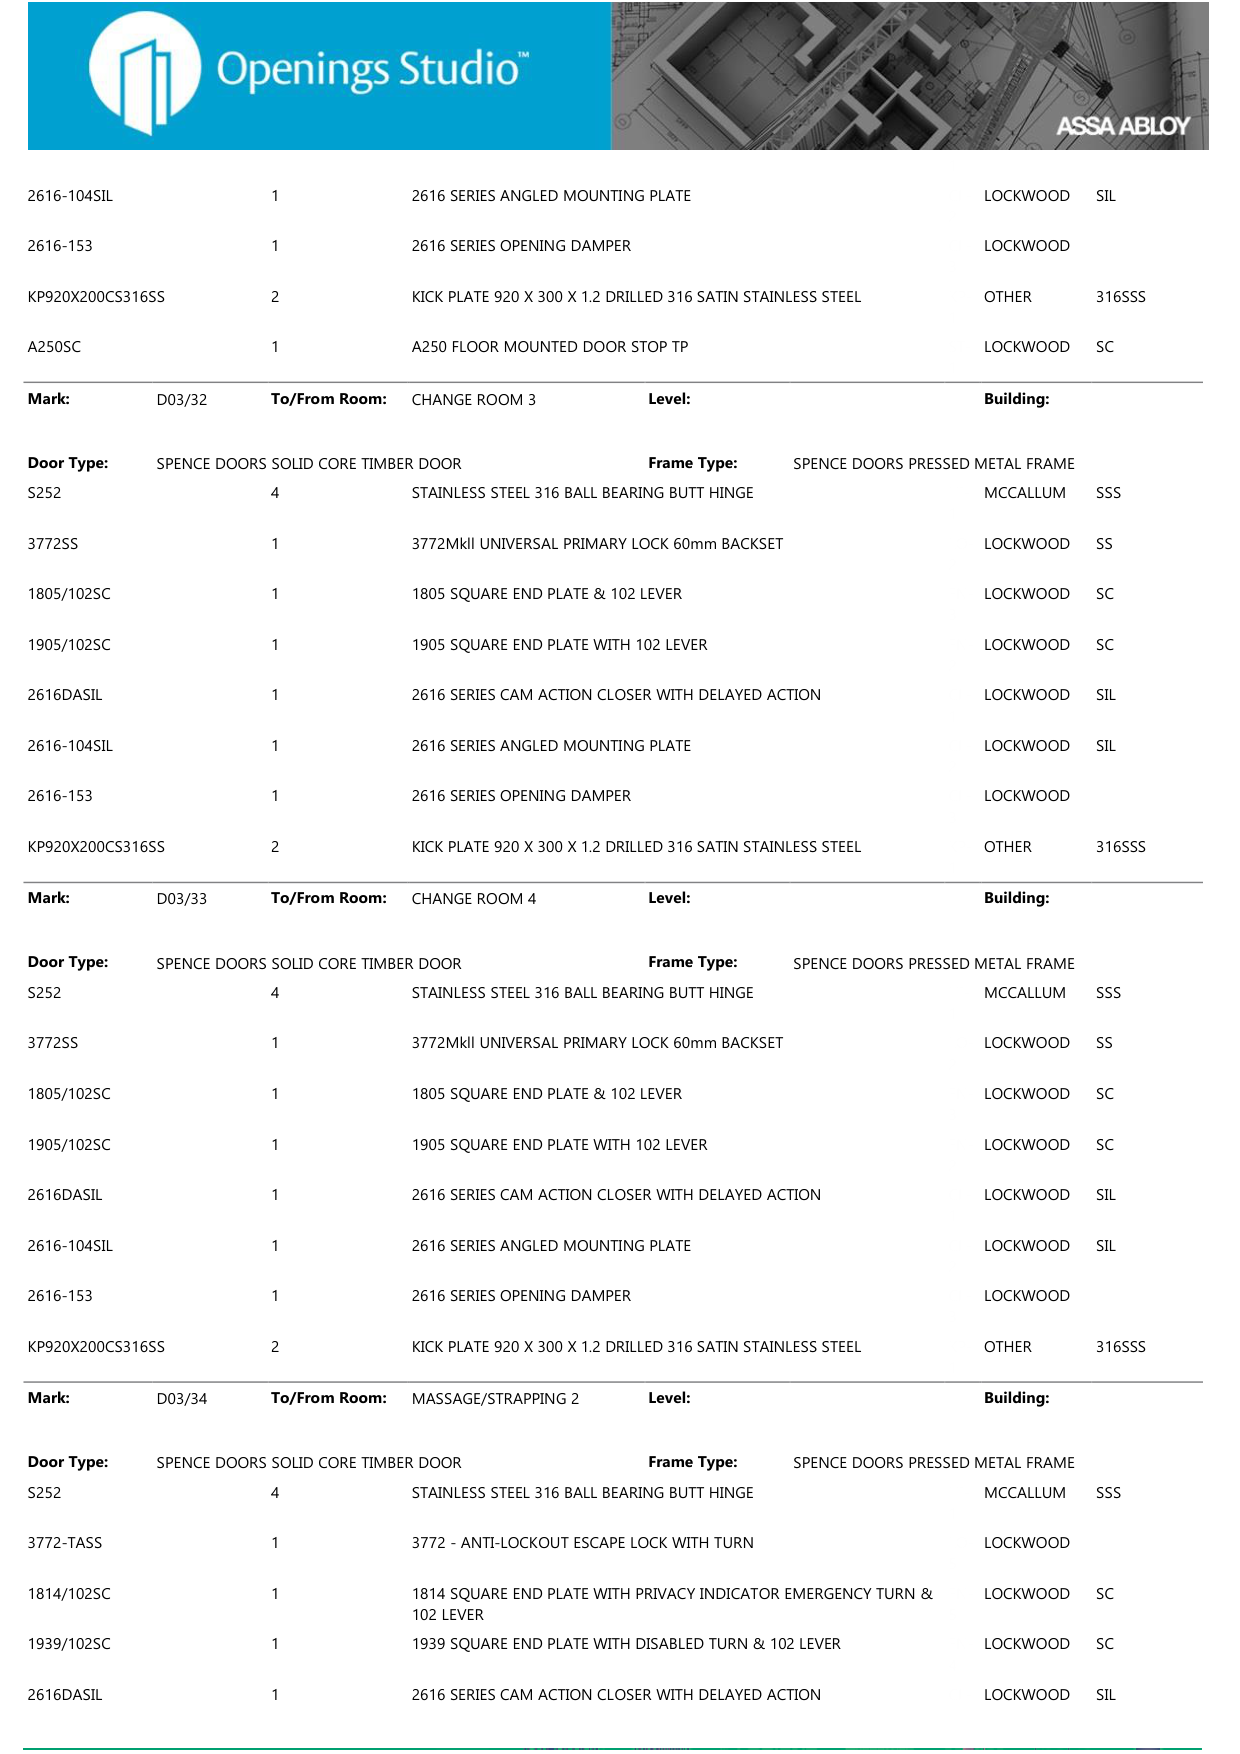 Openings Studio™
ASSA ABLOY
2616-104SIL 1 2616 SERIES ANGLED MOUNTING PLATE LOCKWOOD SIL
2616-153 1 2616 SERIES OPENING DAMPER LOCKWOOD
KP920X200CS316SS 2 KICK PLATE 920 X 300 X 1.2 DRILLED 316 SATIN STAINLESS STEEL OTHER 316SSS
A250SC 1 A250 FLOOR MOUNTED DOOR STOP TP LOCKWOOD SC
Mark: D03/32 To/From Room: CHANGE ROOM 3 Level: Building:
Door Type: SPENCE DOORS SOLID CORE TIMBER DOOR Frame Type: SPENCE DOORS PRESSED METAL FRAME
S252 4 STAINLESS STEEL 316 BALL BEARING BUTT HINGE MCCALLUM SSS
3772SS 1 3772MkII UNIVERSAL PRIMARY LOCK 60mm BACKSET LOCKWOOD SS
1805/102SC 1 1805 SQUARE END PLATE & 102 LEVER LOCKWOOD SC
1905/102SC 1 1905 SQUARE END PLATE WITH 102 LEVER LOCKWOOD SC
2616DASIL 1 2616 SERIES CAM ACTION CLOSER WITH DELAYED ACTION LOCKWOOD SIL
2616-104SIL 1 2616 SERIES ANGLED MOUNTING PLATE LOCKWOOD SIL
2616-153 1 2616 SERIES OPENING DAMPER LOCKWOOD
KP920X200CS316SS 2 KICK PLATE 920 X 300 X 1.2 DRILLED 316 SATIN STAINLESS STEEL OTHER 316SSS
Mark: D03/33 To/From Room: CHANGE ROOM 4 Level: Building:
Door Type: SPENCE DOORS SOLID CORE TIMBER DOOR Frame Type: SPENCE DOORS PRESSED METAL FRAME
S252 4 STAINLESS STEEL 316 BALL BEARING BUTT HINGE MCCALLUM SSS
3772SS 1 3772MkII UNIVERSAL PRIMARY LOCK 60mm BACKSET LOCKWOOD SS
1805/102SC 1 1805 SQUARE END PLATE & 102 LEVER LOCKWOOD SC
1905/102SC 1 1905 SQUARE END PLATE WITH 102 LEVER LOCKWOOD SC
2616DASIL 1 2616 SERIES CAM ACTION CLOSER WITH DELAYED ACTION LOCKWOOD SIL
2616-104SIL 1 2616 SERIES ANGLED MOUNTING PLATE LOCKWOOD SIL
2616-153 1 2616 SERIES OPENING DAMPER LOCKWOOD
KP920X200CS316SS 2 KICK PLATE 920 X 300 X 1.2 DRILLED 316 SATIN STAINLESS STEEL OTHER 316SSS
Mark: D03/34 To/From Room: MASSAGE/STRAPPING 2 Level: Building:
Door Type: SPENCE DOORS SOLID CORE TIMBER DOOR Frame Type: SPENCE DOORS PRESSED METAL FRAME
S252 4 STAINLESS STEEL 316 BALL BEARING BUTT HINGE MCCALLUM SSS
3772-TASS 1 3772 - ANTI-LOCKOUT ESCAPE LOCK WITH TURN LOCKWOOD
1814/102SC 1 1814 SQUARE END PLATE WITH PRIVACY INDICATOR EMERGENCY TURN & LOCKWOOD SC
102 LEVER
1939/102SC 1 1939 SQUARE END PLATE WITH DISABLED TURN & 102 LEVER LOCKWOOD SC
2616DASIL 1 2616 SERIES CAM ACTION CLOSER WITH DELAYED ACTION LOCKWOOD SIL